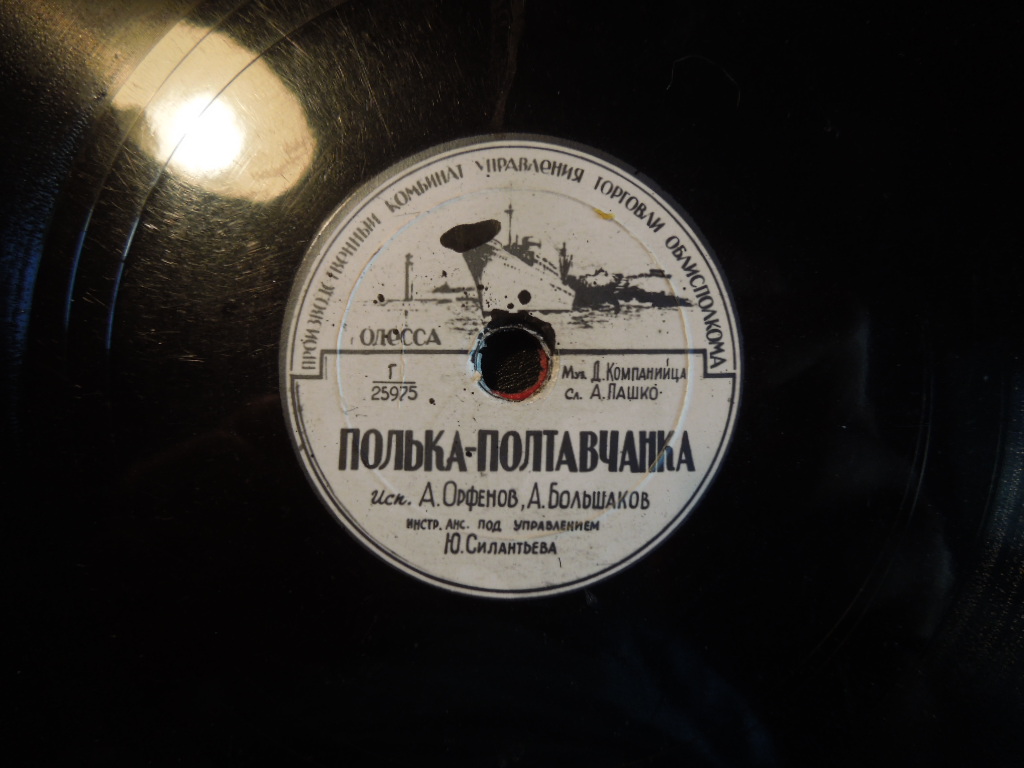 ПРОИЗВОДСТВЕННЫЙ КОМБИНАТ УПРАВЛЕНИЯ ТОРГОВЛИ ОБЛИСПОЛКОМА
ОДЕССА
Г
25975
Муз. Д. Компанийца
Сл. А. Пашко
ПОЛЬКА-ПОЛТАВЧАНКА
Исп. А. Орфенов, А. Большаков
инстр. анс. под управлением
Ю. Силантьева